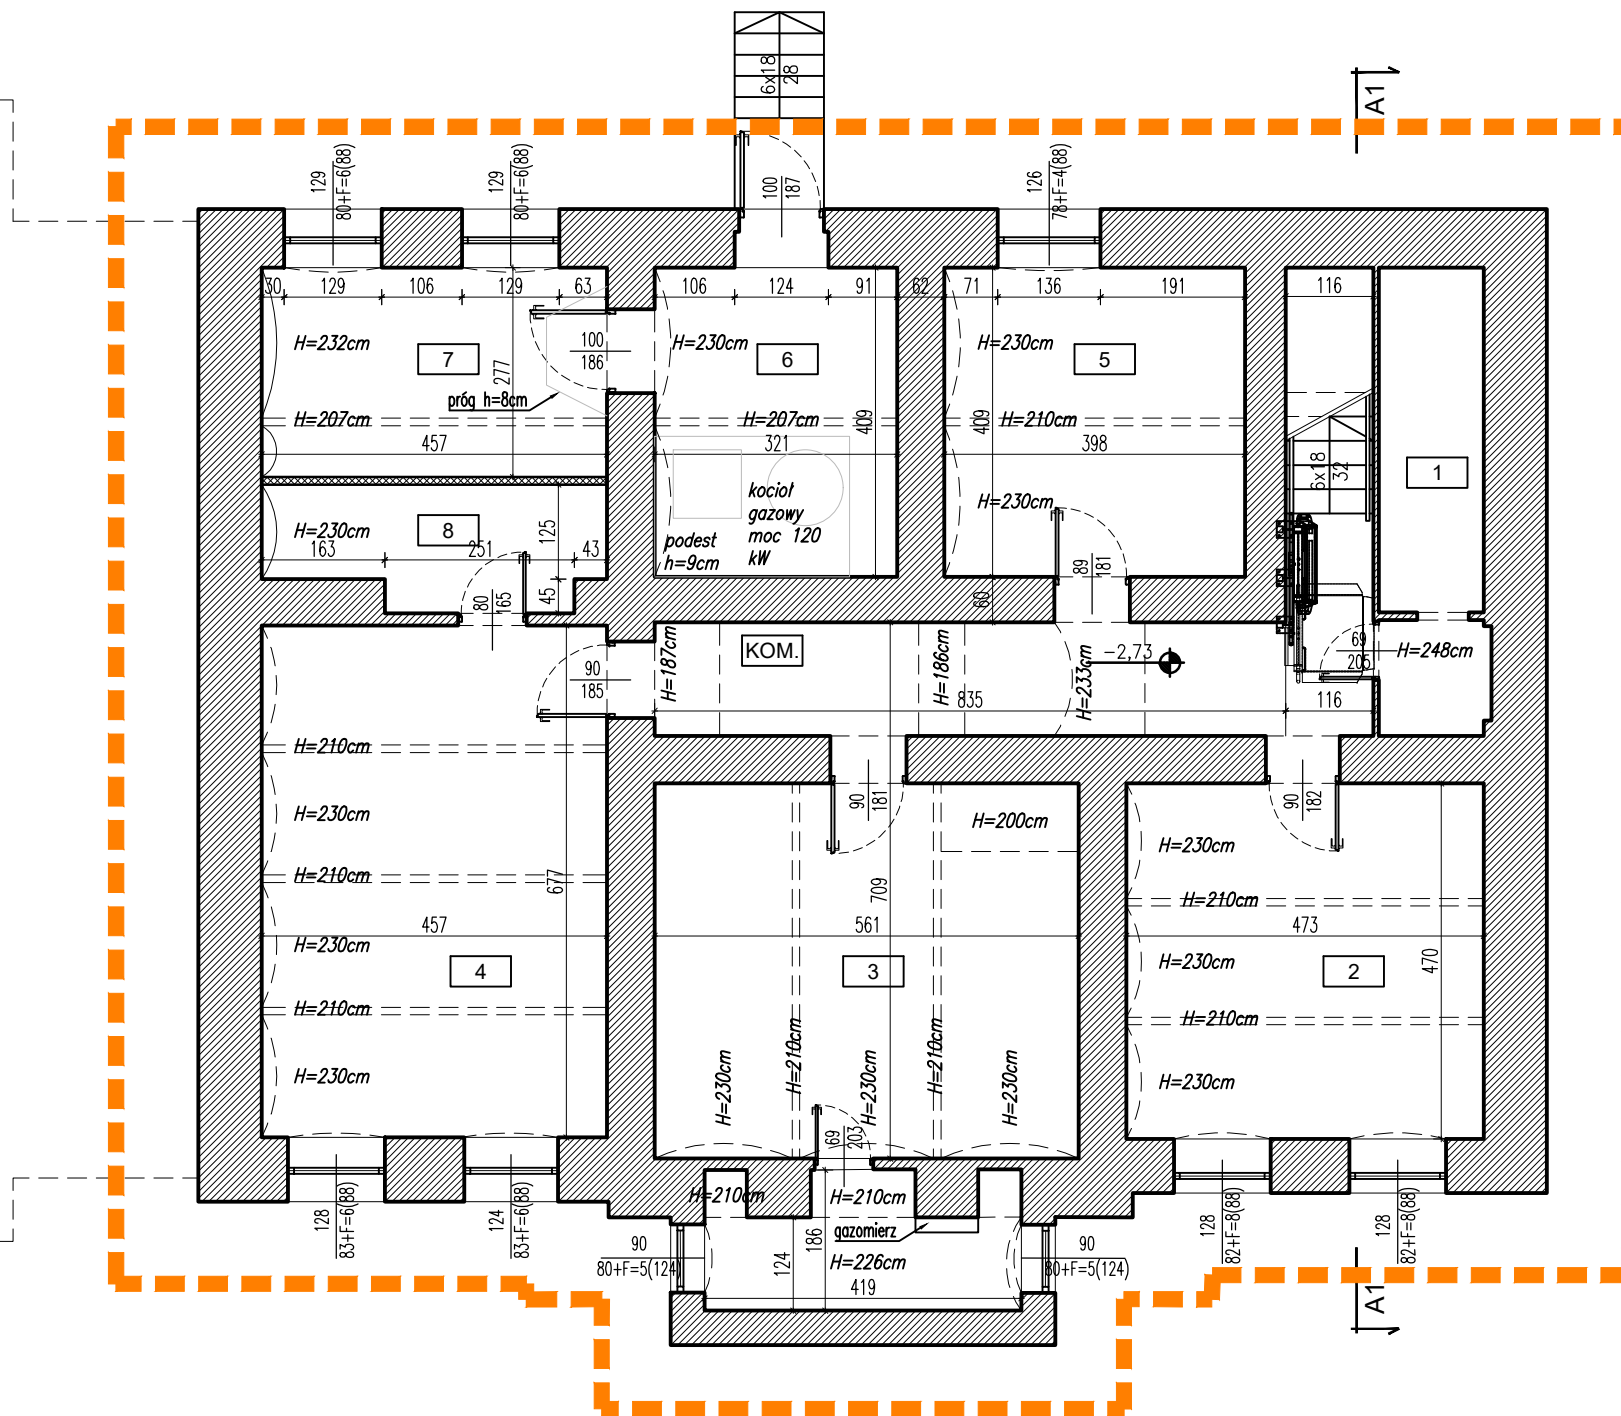 6x18
28
A1
129
80+F=6(88)
129
80+F=6(88)
100
187
126
78+F=4(88)
30
129
106
129
63
106
124
91
62
71
136
191
116
H=232cm
7
100
186
H=230cm
6
H=230cm
5
277
próg h=8cm
H=207cm
H=207cm
409
409
H=210cm
457
321
398
6x18
32
1
kocioł
gazowy
moc 120
kW
podest
h=9cm
H=230cm
H=230cm
8
125
163
251
43
45
80
165
89
181
60
KOM.
H=187cm
H=186cm
H=233cm
-2,73
69
205
H=248cm
90
185
835
116
H=210cm
90
181
90
182
H=230cm
H=200cm
H=230cm
H=210cm
677
709
H=210cm
457
561
473
H=230cm
4
3
2
H=230cm
470
H=210cm
H=210cm
H=230cm
H=230cm
H=210cm
H=230cm
H=210cm
H=230cm
H=230cm
69
203
H=210cm
H=210cm
gazomierz
128
83+F=6(88)
124
83+F=6(88)
90
80+F=5(124)
124
186
H=226cm
419
90
80+F=5(124)
128
82+F=8(88)
128
82+F=8(88)
A1